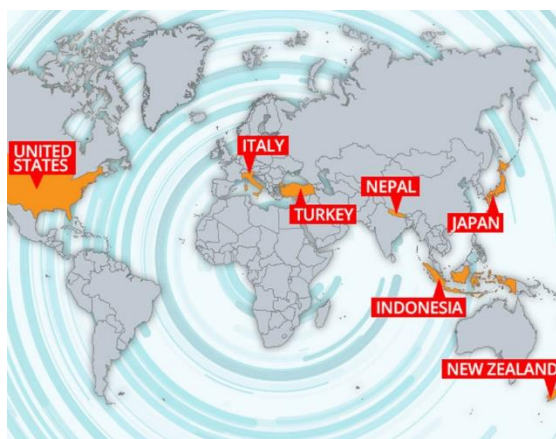 UNITED
STATES
ITALY
NEPAL
TURKEY
JAPAN
INDONESIA
NEW ZEALAND